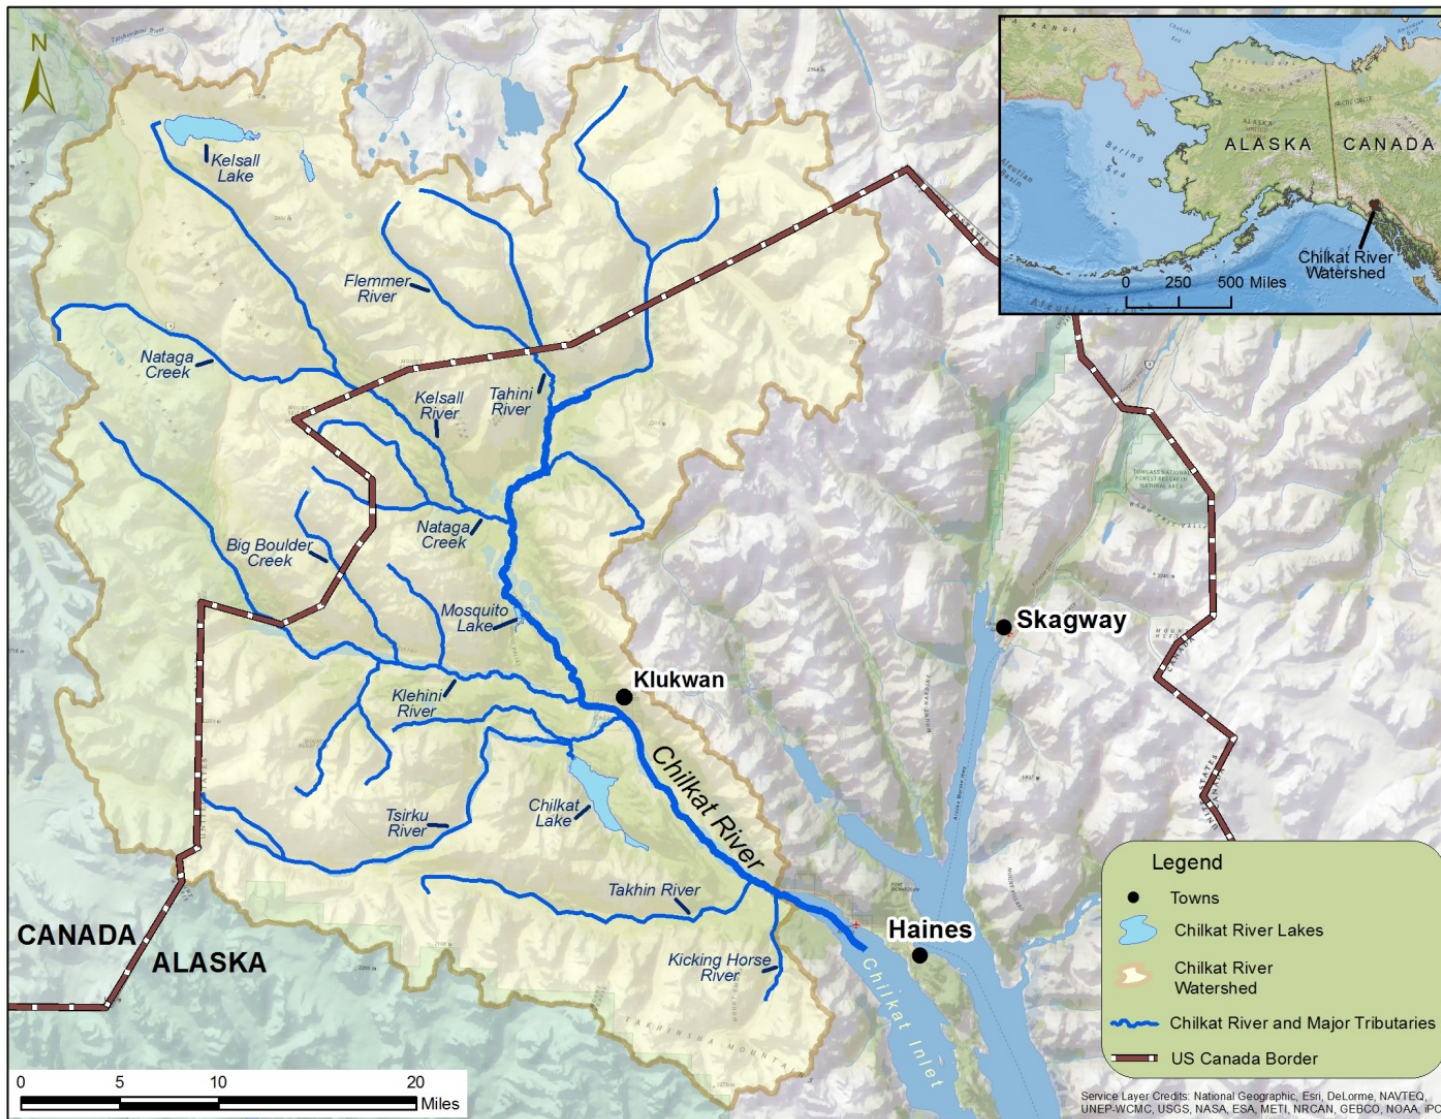 N
ALASKA
CANADA
Bering
Sea
Chilkat River
Watershed
0 250 500 Miles
Kelsall
Lake
Flemmer
River
Nataga
Creek
Kelsall
River
Tahini
River
Nataga
Creek
Big Boulder
Creek
Mosquito
Lake
Skagway
Klukwan
Klehini
River
Chilkat River
Tsirku
River
Chilkat
Lake
Takhin River
Haines
Kicking Horse
River
Chilkat Inlet
CANADA
ALASKA
TAKHINSHA MOUNTAINS
0 5 10 20
Miles
Legend
Towns
Chilkat River Lakes
Chilkat River
Watershed
Chilkat River and Major Tributaries
US Canada Border
Service Layer Credits: National Geographic, Esri, DeLorme, NAVTEQ,
UNEP-WCMC, USGS, NASA, ESA, METI, NRCAN, GEBCO, NOAA, iPC